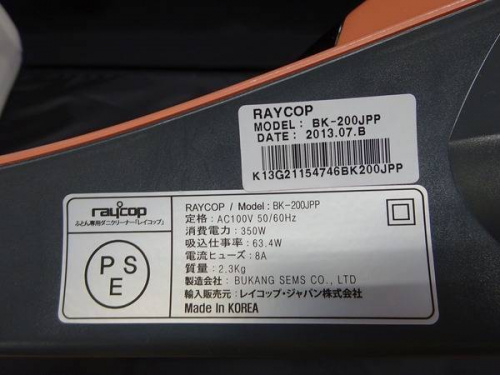 RAYCOP
MODEL : BK-200JPP
DATE : 2013.07.B
K13G21154746BK200JPP
raycop
ふとん専用ダニクリーナー「レイコップ」
PSE
RAYCOP / Model: BK-200JPP
定格 : AC100V 50/60Hz
消費電力 : 350W
吸込仕事率 : 63.4W
電流ヒューズ : 8A
質量 : 2.3Kg
製造会社 : BUKANG SEMS CO., LTD
輸入販売元 : レイコップ・ジャパン株式会社
Made In KOREA